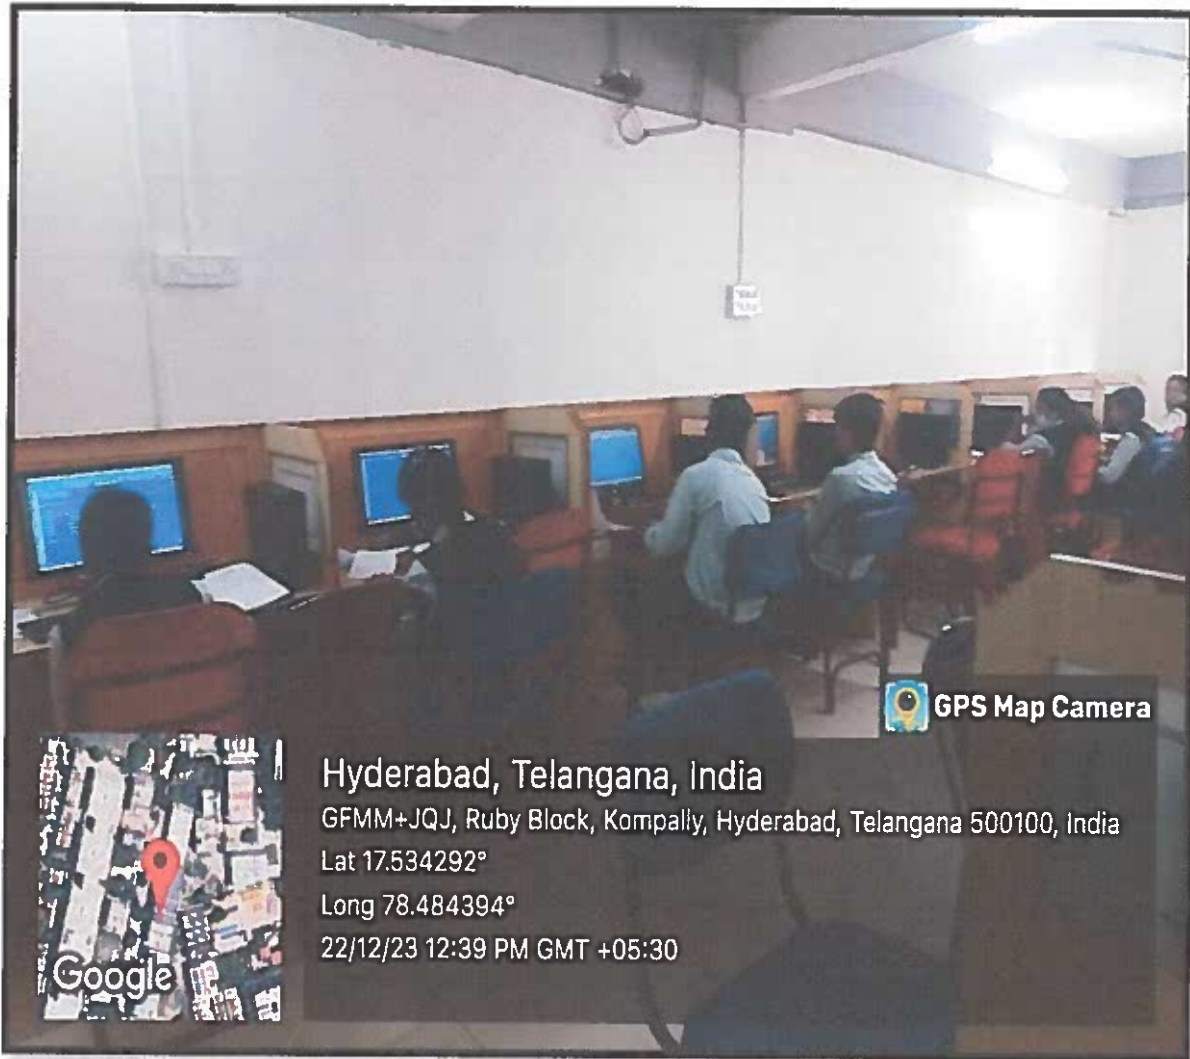 GPS Map Camera
Hyderabad, Telangana, India
GFMM+JQJ, Ruby Block, Kompally, Hyderabad, Telangana 500100, India
Lat 17.534292°
Long 78.484394°
22/12/23 12:39 PM GMT +05:30
Google